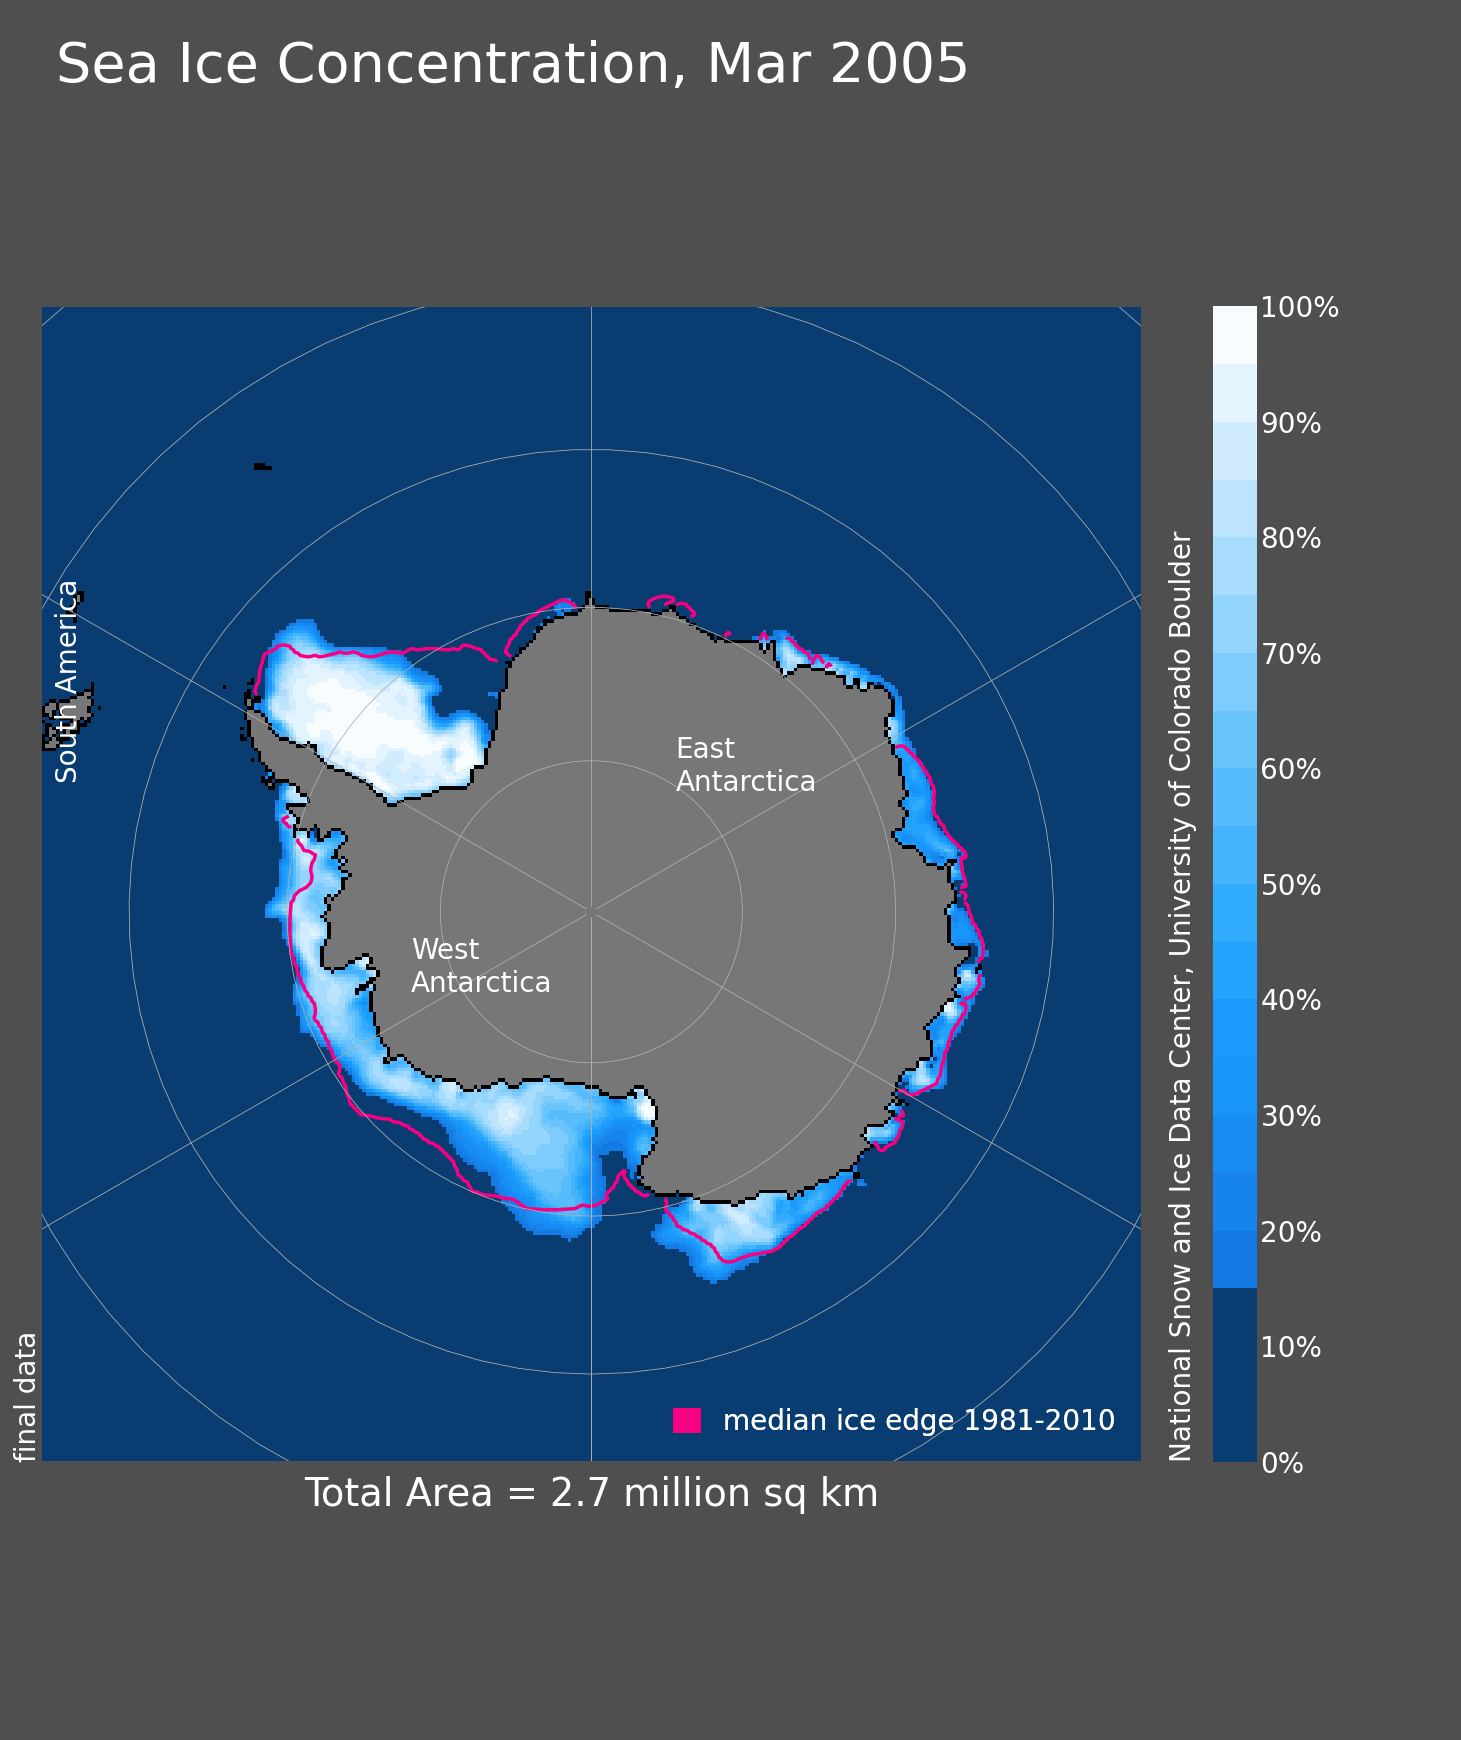 Sea Ice Concentration, Mar 2005
South America
East
Antarctica
West
Antarctica
final data
median ice edge 1981-2010
Total Area = 2.7 million sq km
National Snow and Ice Data Center, University of Colorado Boulder
100%
90%
80%
70%
60%
50%
40%
30%
20%
10%
0%